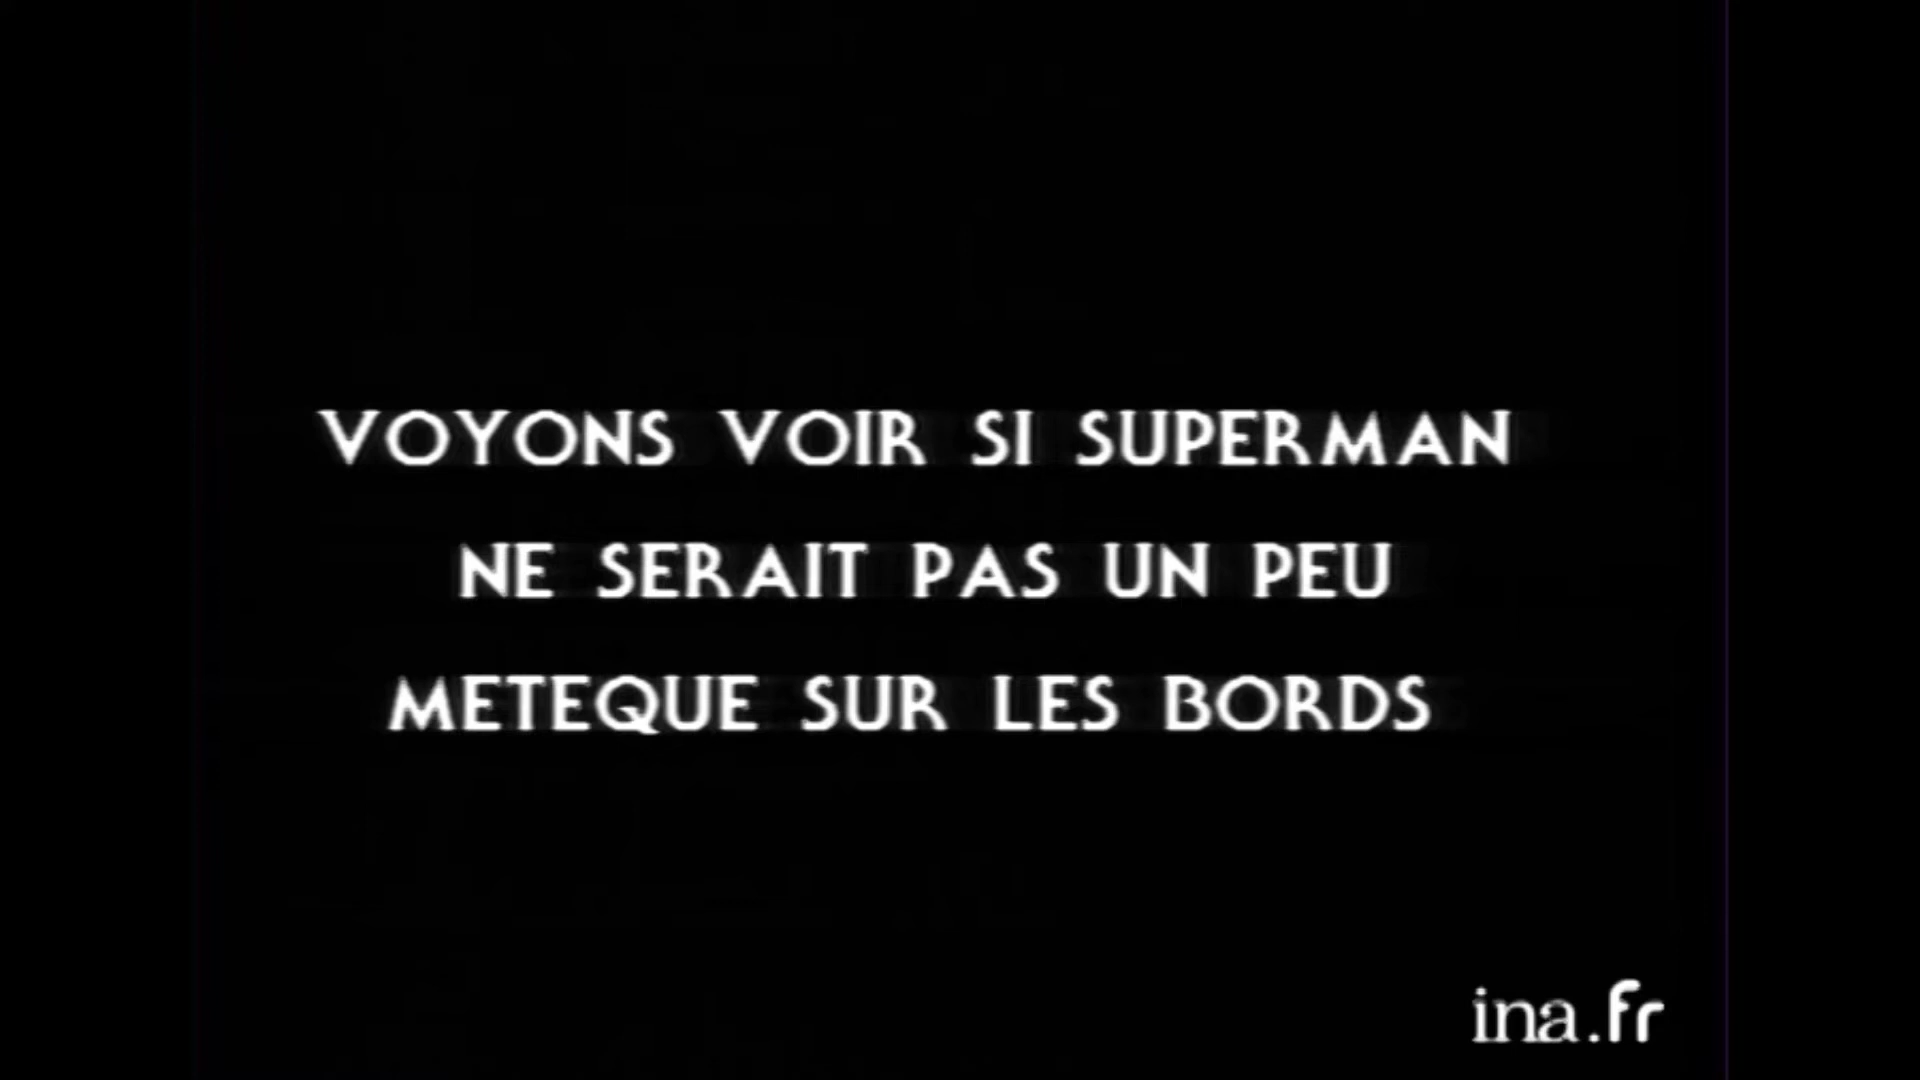 VOYONS VOIR SI SUPERMAN
NE SERAIT PAS UN PEU
METEQUE SUR LES BORDS
ina.fr